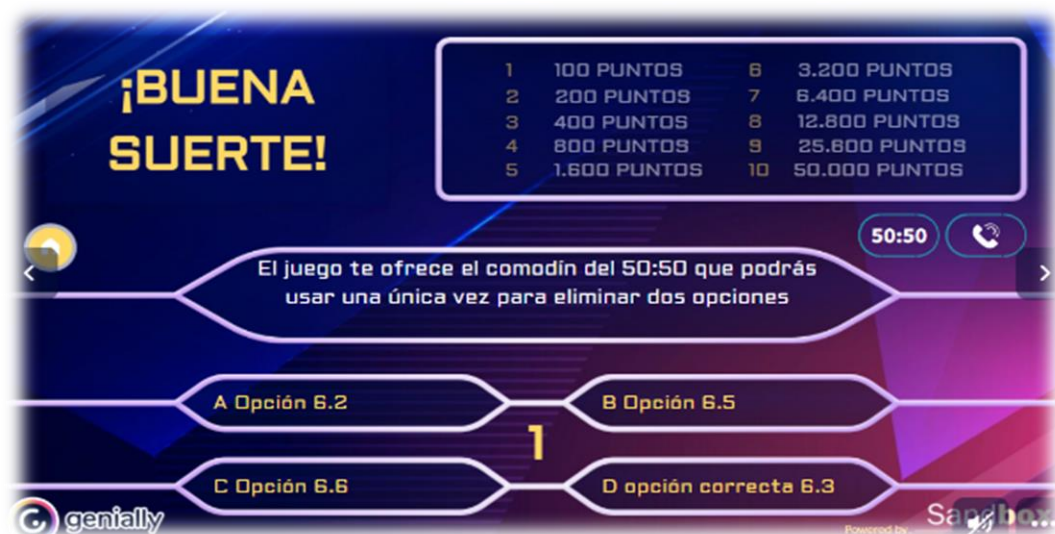 ¡BUENA
SUERTE!
1 100 PUNTOS 6 3.200 PUNTOS
2 200 PUNTOS 7 6.400 PUNTOS
3 400 PUNTOS 8 12.800 PUNTOS
4 800 PUNTOS 9 25.600 PUNTOS
5 1.600 PUNTOS 10 50.000 PUNTOS
50:50
El juego te ofrece el comodín del 50:50 que podrás
usar una única vez para eliminar dos opciones
A Opción 6.2
B Opción 6.5
1
C Opción 6.6
D opción correcta 6.3
genially
Powered by
Sandbox